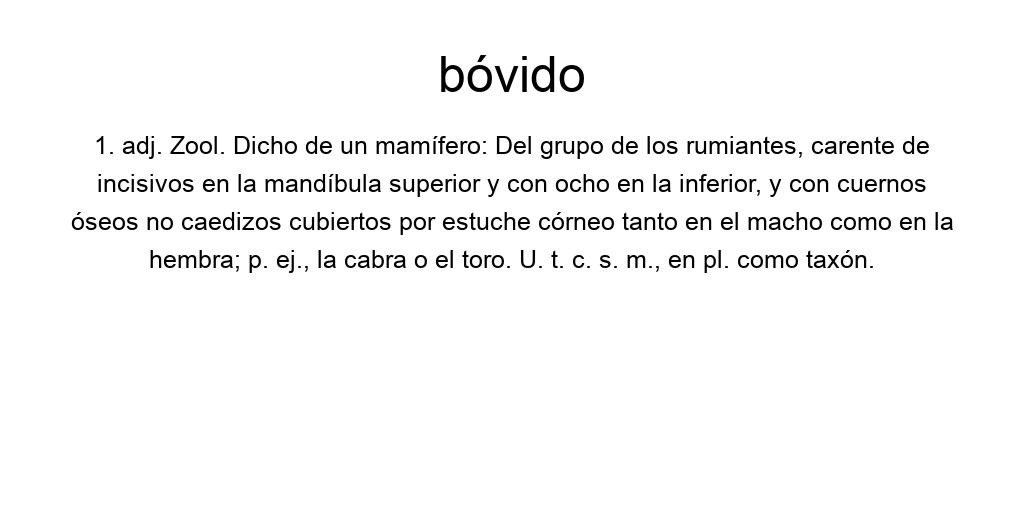 bóvido
1. adj. Zool. Dicho de un mamífero: Del grupo de los rumiantes, carente de
incisivos en la mandíbula superior y con ocho en la inferior, y con cuernos
óseos no caedizos cubiertos por estuche córneo tanto en el macho como en la
hembra; p. ej., la cabra o el toro. U. t. c. s. m., en pl. como taxón.